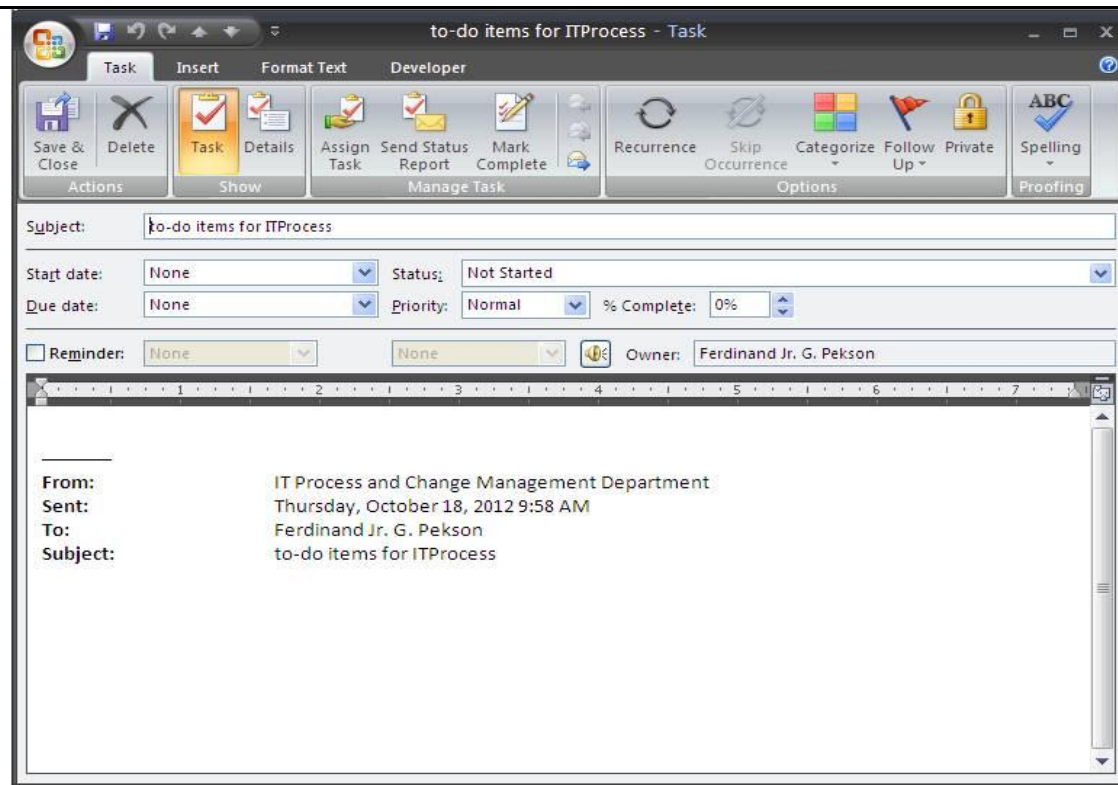 to-do items for ITProcess - Task
Task Insert Format Text Developer
Save & Close Delete Task Details Assign Task Send Status Report Mark Complete Recurrence Skip Occurrence Categorize Follow Up Private ABC Spelling
Actions Show Manage Task Options Proofing
Subject: to-do items for ITProcess
Start date: None Status: Not Started
Due date: None Priority: Normal % Complete: 0%
Reminder: None None Owner: Ferdinand Jr. G. Pekson
1 2 3 4 5 6 7
From: IT Process and Change Management Department
Sent: Thursday, October 18, 2012 9:58 AM
To: Ferdinand Jr. G. Pekson
Subject: to-do items for ITProcess